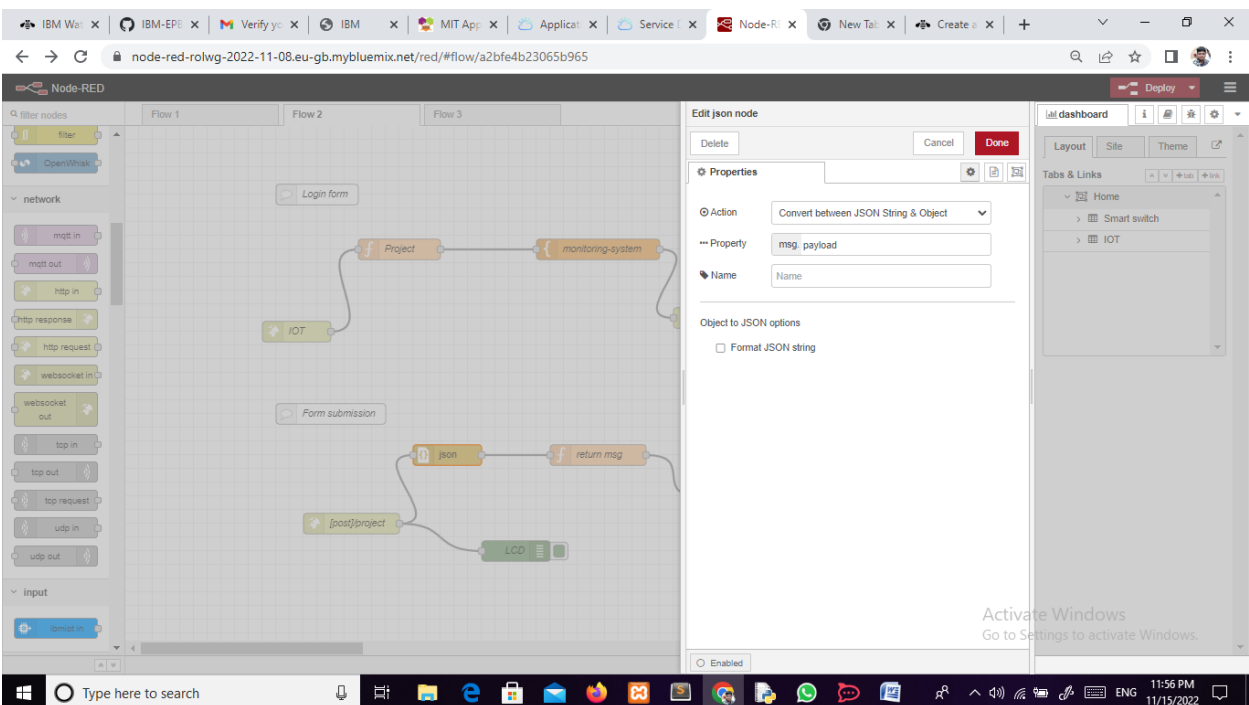 IBM Wat
IBM-EPB
M Verify yo
IBM
MIT App
Applicat
Service D
Node-RE
New Tab
Create a
node-red-rolwg-2022-11-08.eu-gb.mybluemix.net/red/#flow/a2bfe4b23065b965
Node-RED
Deploy
filter nodes
Flow 1
Flow 2
Flow 3
Edit json node
dashboard
filter
OpenWhisk
Delete
Cancel
Done
Layout
Site
Theme
Properties
Tabs & Links
tab
link
network
Login form
Home
Action
Convert between JSON String & Object
Smart switch
mqtt in
Project
monitoring-system
Property
msg. payload
IOT
mqtt out
Name
Name
http in
http response
IOT
Object to JSON options
http request
Format JSON string
websocket in
websocket
out
Form submission
tcp in
json
return msg
tcp out
tcp request
[post]/project
udp in
udp out
LCD
input
Activate Windows
Go to Settings to activate Windows.
ibmiot in
Enabled
Type here to search
ENG
11:56 PM
11/15/2022